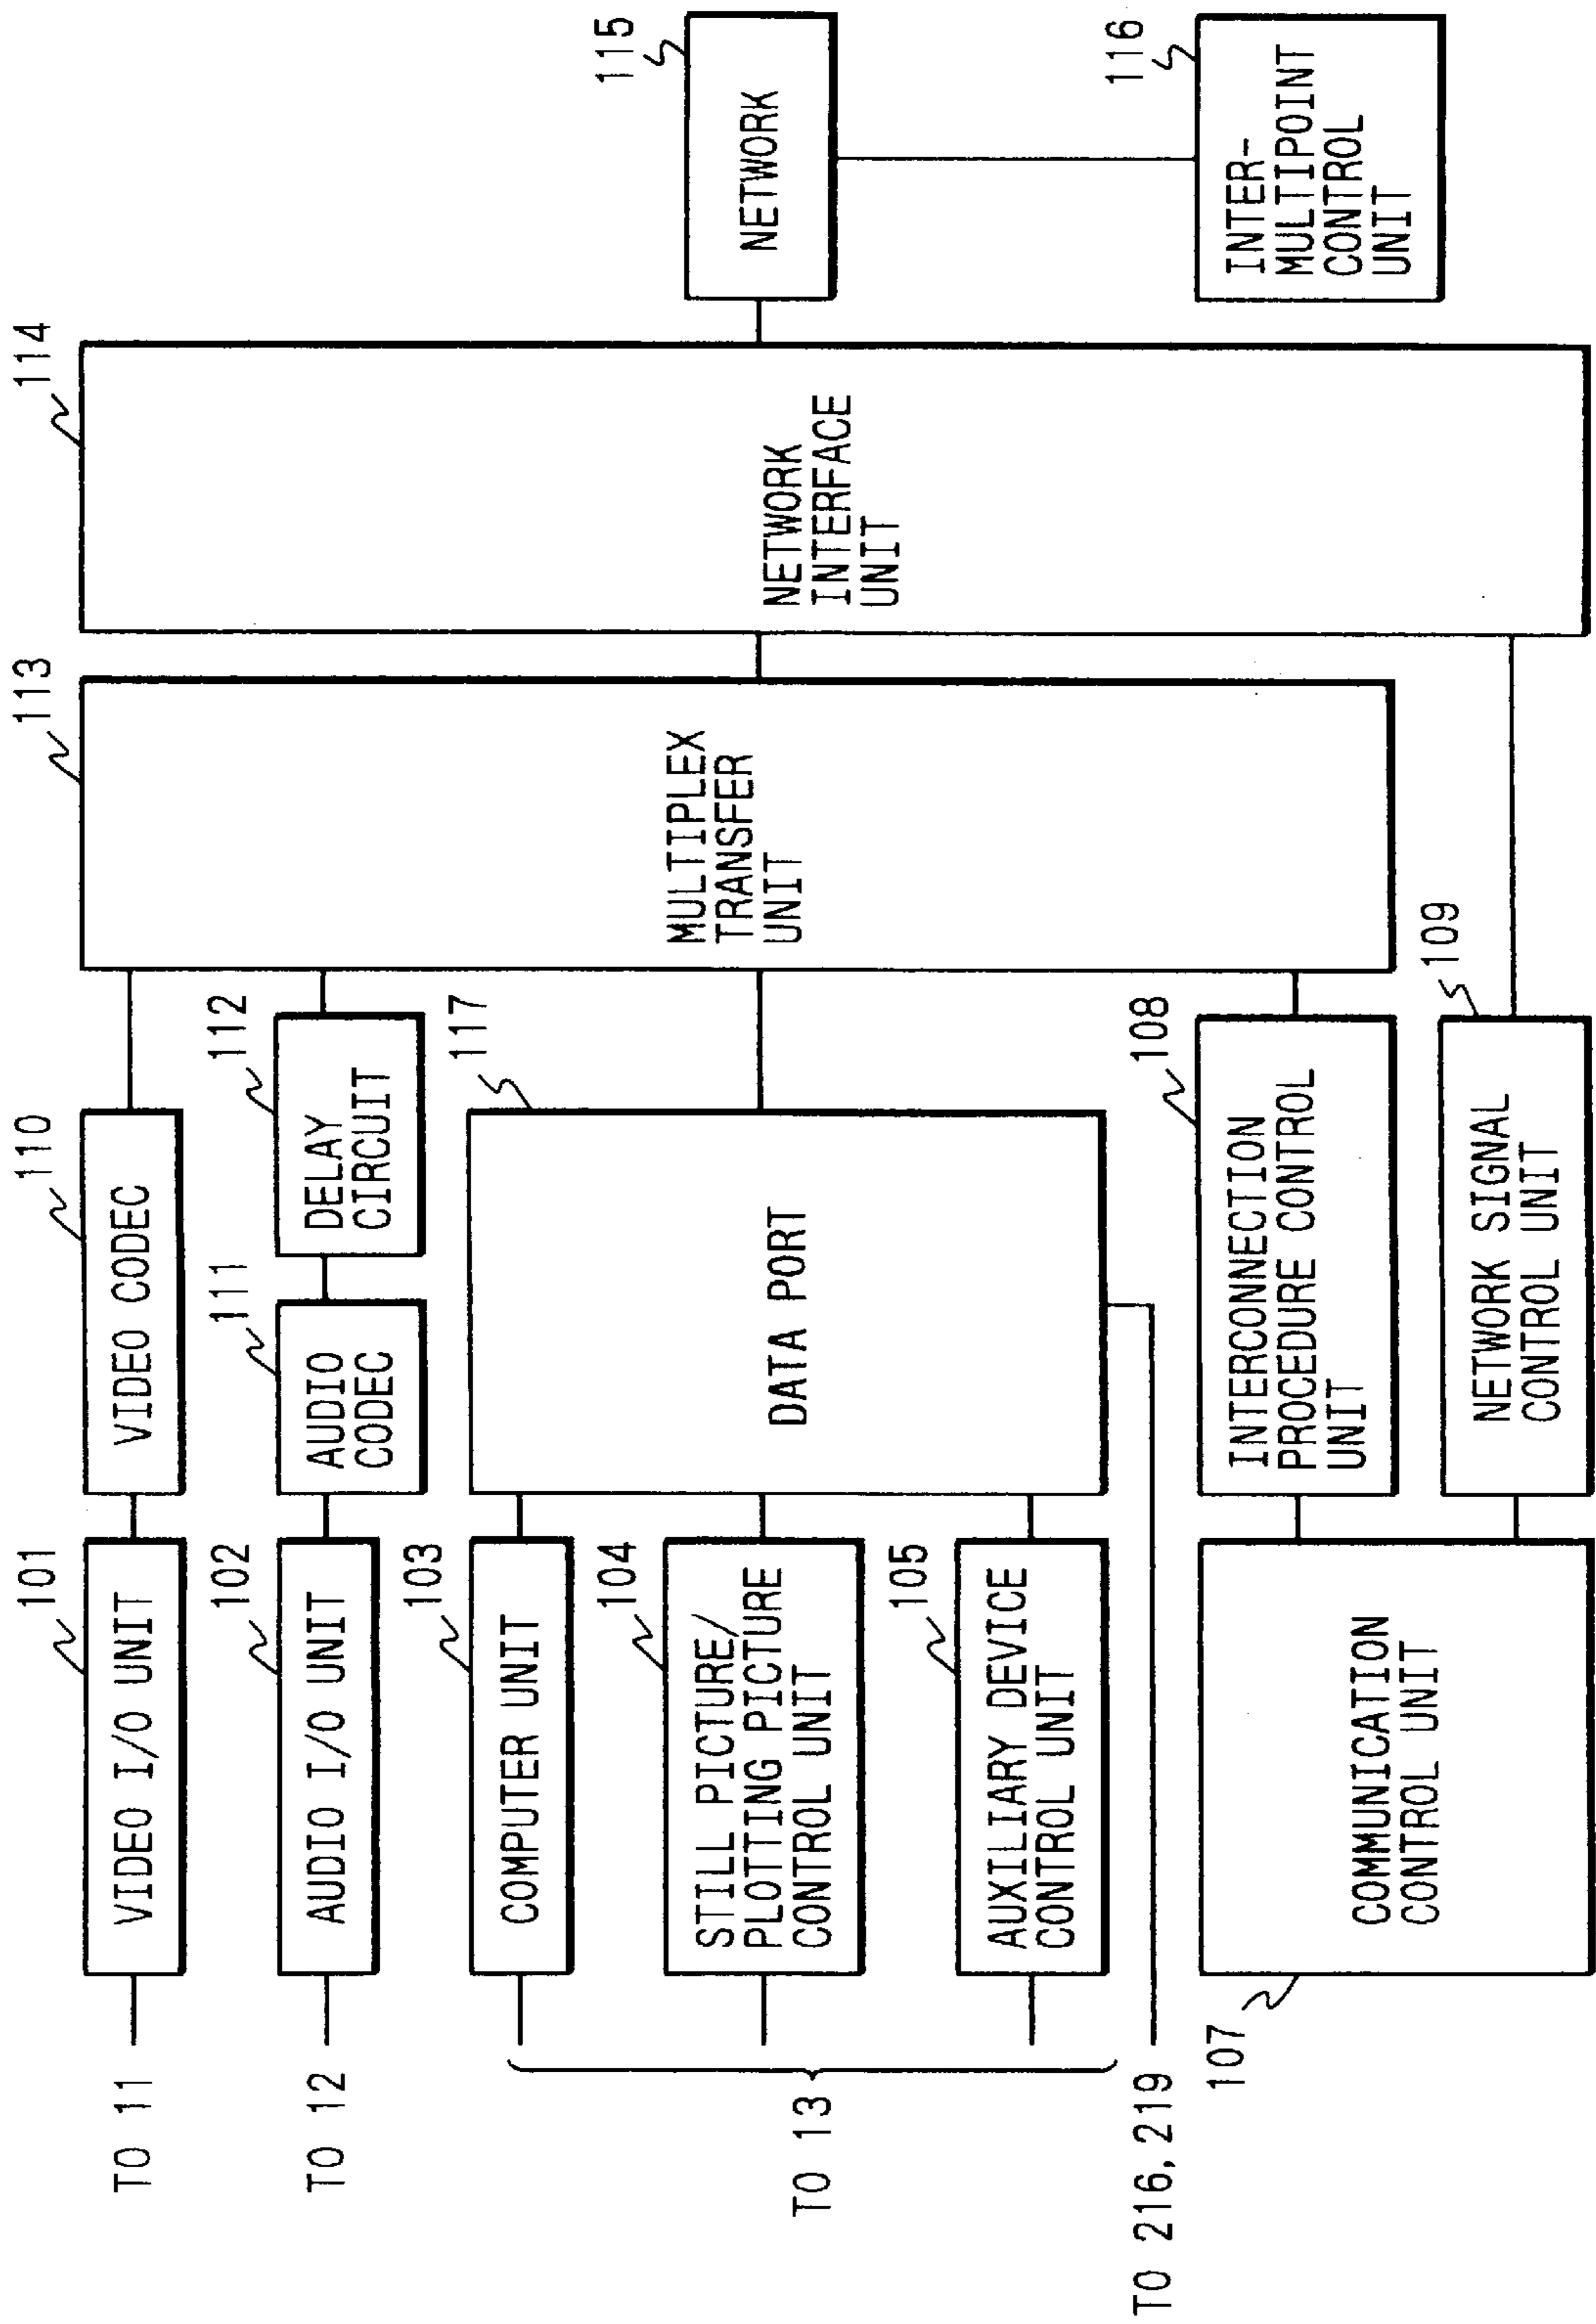 TO 11
101
VIDEO I/O UNIT
110
VIDEO CODEC
TO 12
102
AUDIO I/O UNIT
111
AUDIO
CODEC
112
DELAY
CIRCUIT
TO 13
103
COMPUTER UNIT
104
STILL PICTURE/
PLOTTING PICTURE
CONTROL UNIT
105
AUXILIARY DEVICE
CONTROL UNIT
117
DATA PORT
TO 216,219
107
COMMUNICATION
CONTROL UNIT
108
INTERCONNECTION
PROCEDURE CONTROL
UNIT
109
NETWORK SIGNAL
CONTROL UNIT
113
MULTIPLEX
TRANSFER
UNIT
114
NETWORK
INTERFACE
UNIT
115
NETWORK
116
INTER-
MULTIPOINT
CONTROL
UNIT